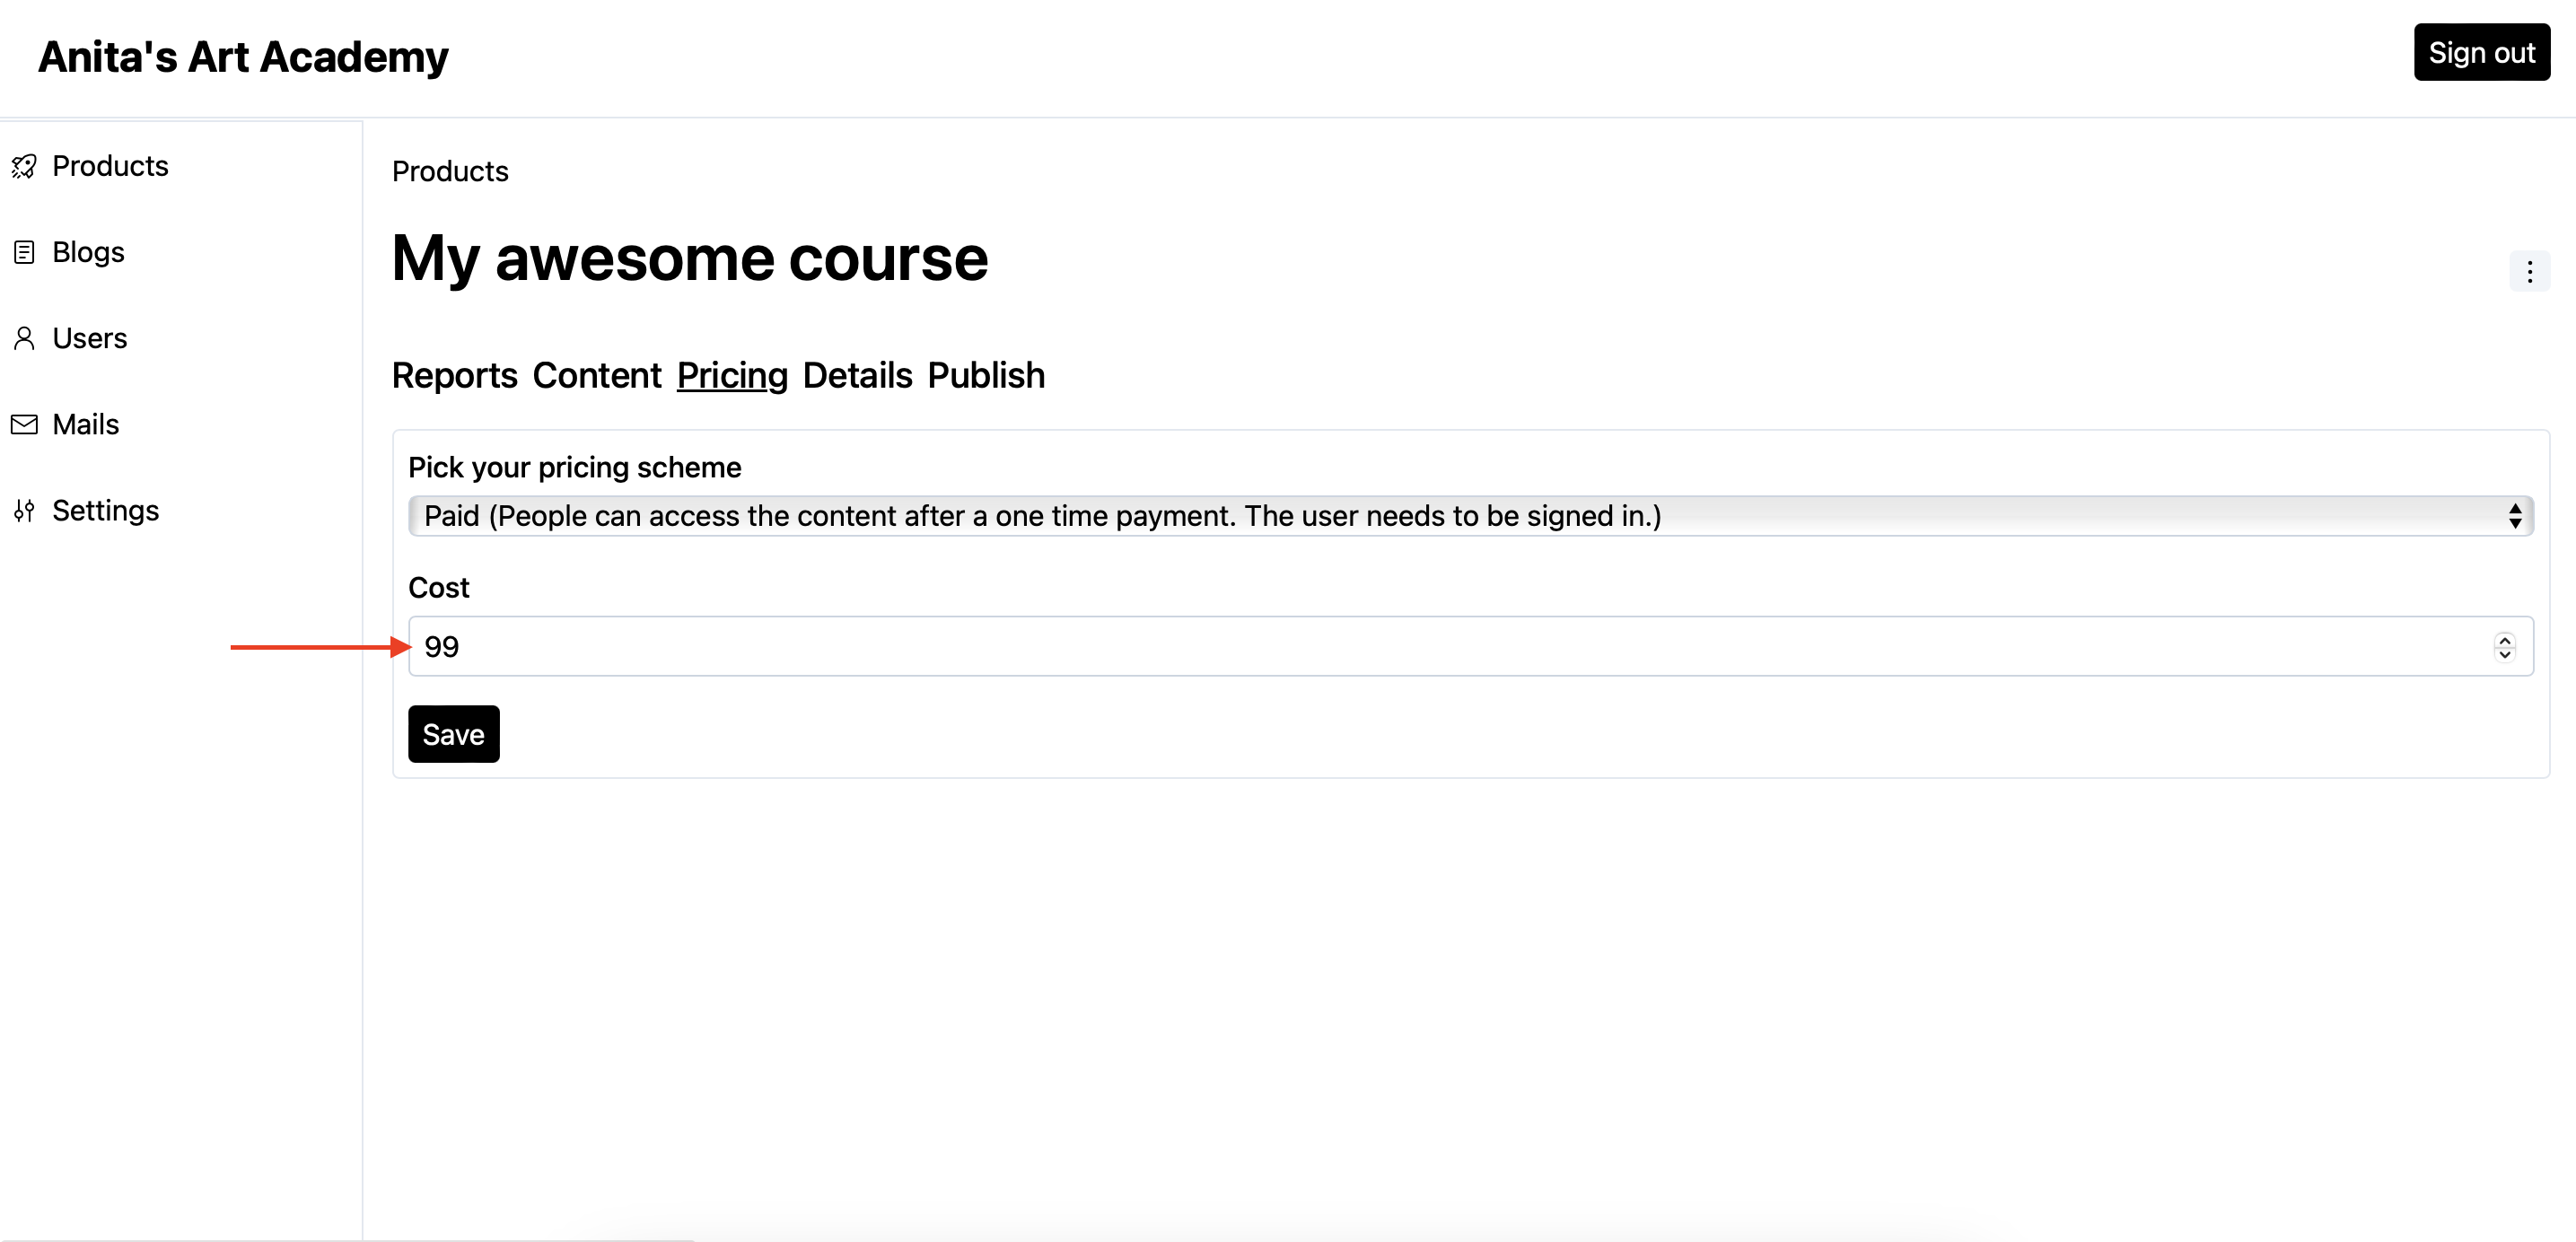 Anita's Art Academy
Sign out
Products
Blogs
Users
Mails
Settings
Products
My awesome course
Reports Content Pricing Details Publish
Pick your pricing scheme
Paid (People can access the content after a one time payment. The user needs to be signed in.)
Cost
99
Save